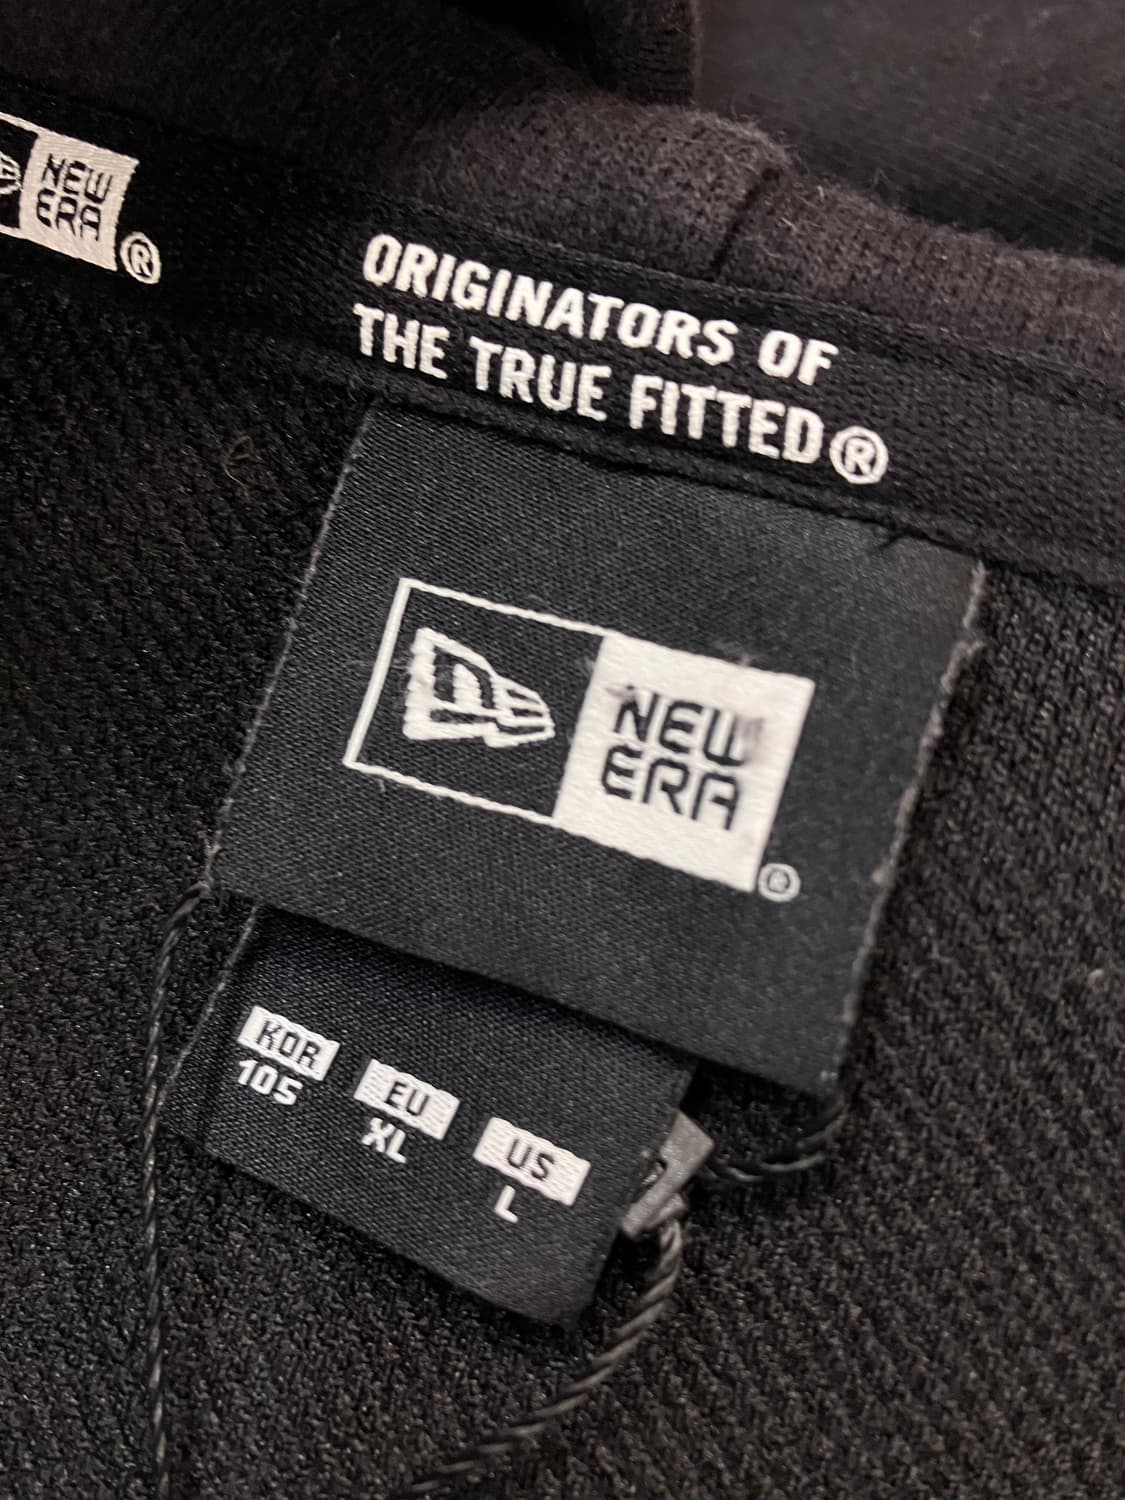 NEW
ERA
®
ORIGINATORS OF
THE TRUE FITTED®
NEW
ERA
®
KOR EU US
105 XL L